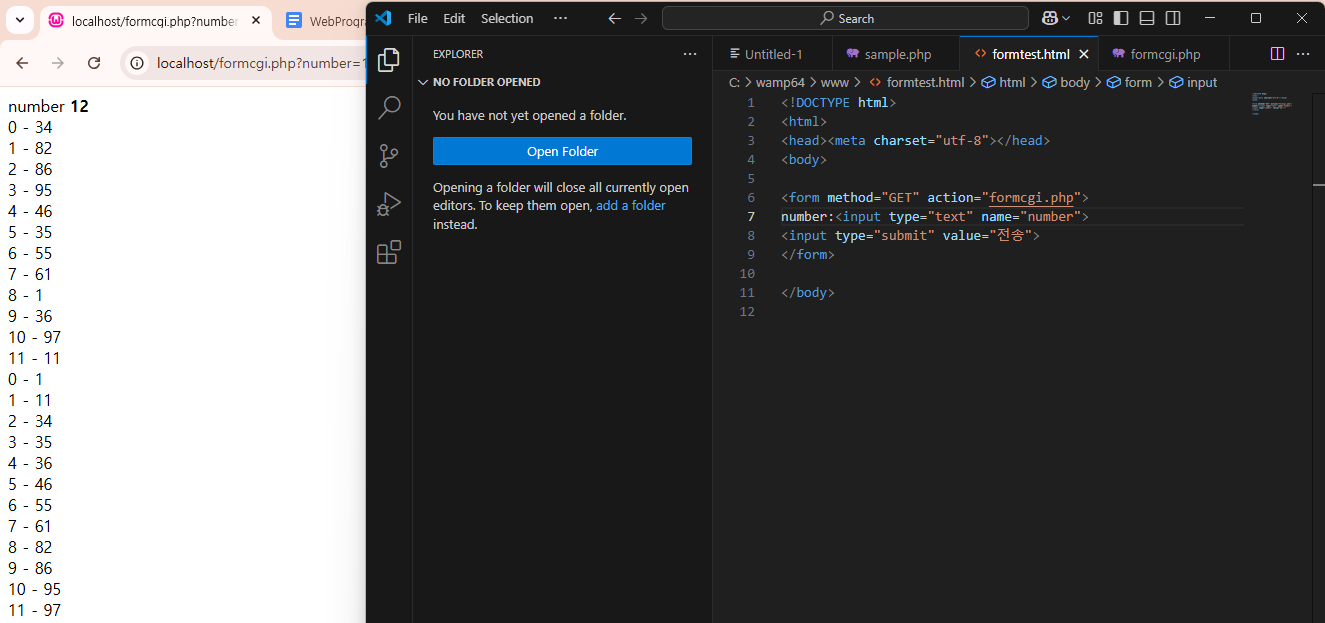 localhost/formcgi.php?number
WebProgra
localhost/formcgi.php?number=1
number 12
0 - 34
1 - 82
2 - 86
3 - 95
4 - 46
5 - 35
6 - 55
7 - 61
8 - 1
9 - 36
10 - 97
11 - 11
0 - 1
1 - 11
2 - 34
3 - 35
4 - 36
5 - 46
6 - 55
7 - 61
8 - 82
9 - 86
10 - 95
11 - 97
File Edit Selection ···
Search
EXPLORER
NO FOLDER OPENED
You have not yet opened a folder.
Open Folder
Opening a folder will close all currently open
editors. To keep them open, add a folder
instead.
Untitled-1 sample.php formtest.html formcgi.php
C: > wamp64 > www > formtest.html > html > body > form > input
1 <!DOCTYPE html>
2 <html>
3 <head><meta charset="utf-8"></head>
4 <body>
5
6 <form method="GET" action="formcgi.php">
7 number:<input type="text" name="number">
8 <input type="submit" value="전송">
9 </form>
10
11 </body>
12